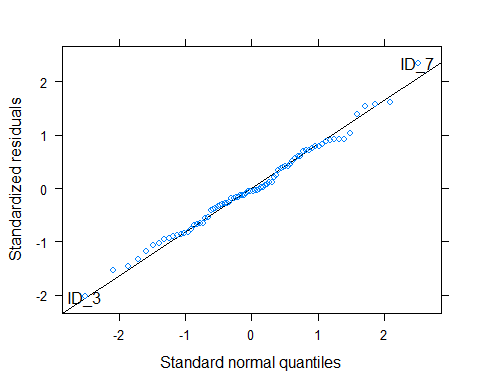 ID_7
2
1
0
-1
-2
Standardized residuals
ID_3
-2
-1
0
1
2
Standard normal quantiles